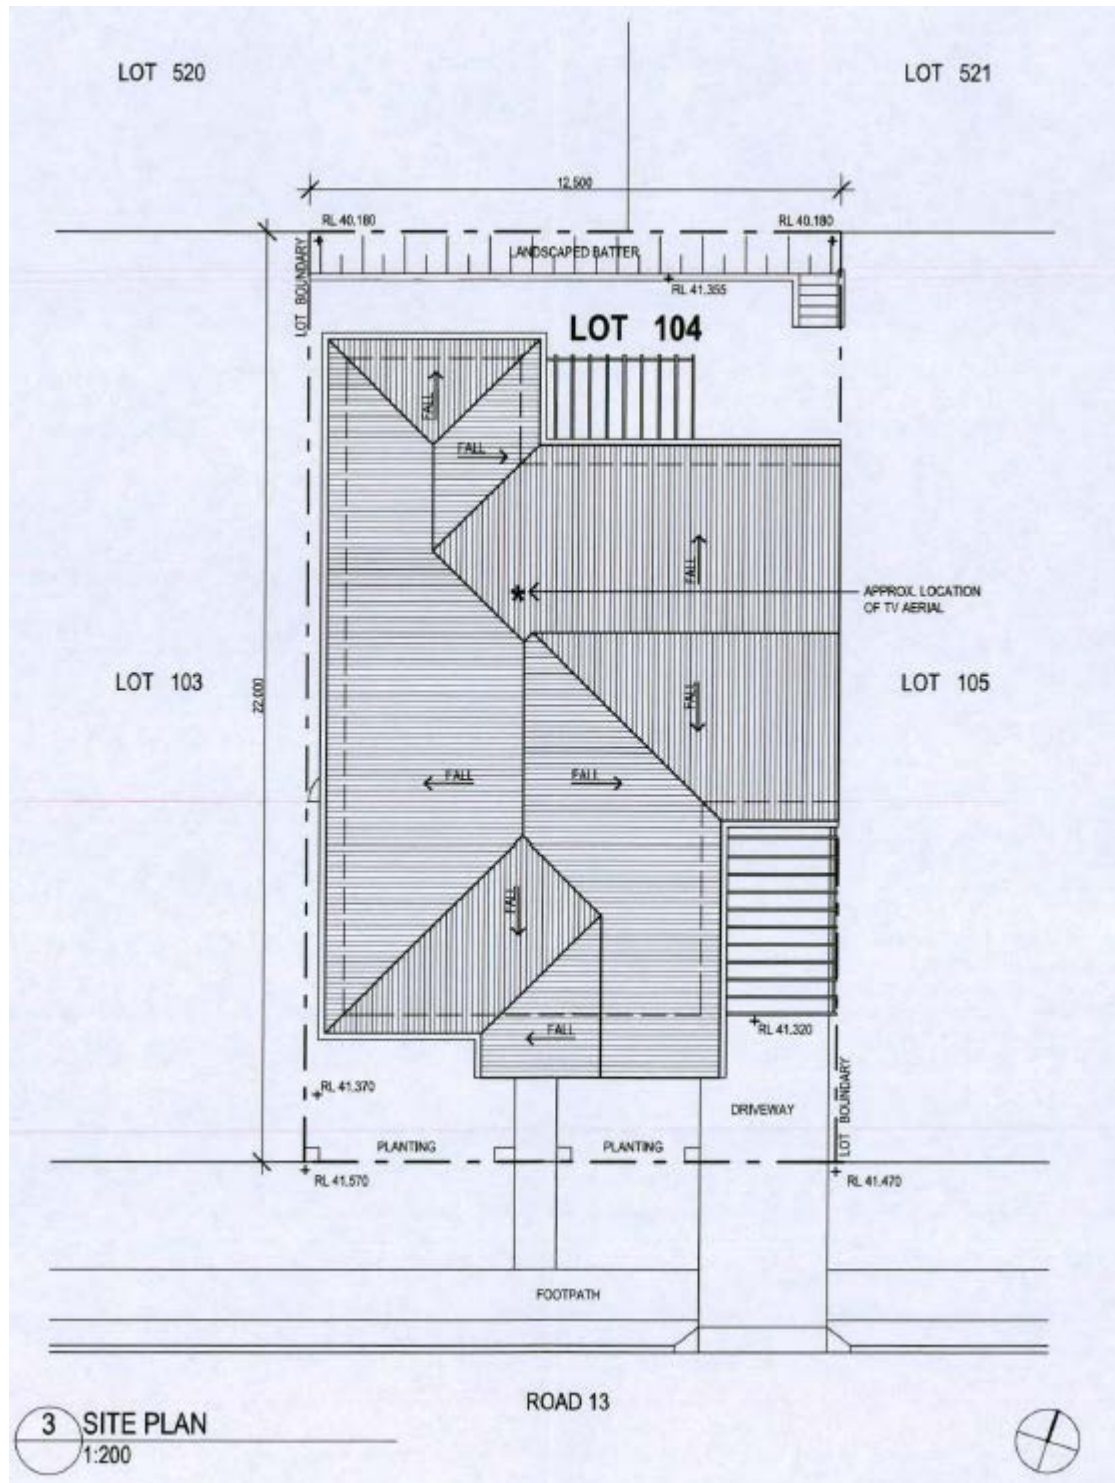 LOT 520
LOT 521
12,500
RL 40.180
RL 40.180
LOT BOUNDARY
LANDSCAPED BATTER
RL 41.355
LOT 104
FALL
FALL
FALL
APPROX. LOCATION
OF TV AERIAL
LOT 103
22,000
LOT 105
FALL
FALL
FALL
FALL
FALL
RL 41.320
RL 41.370
DRIVEWAY
LOT BOUNDARY
PLANTING
PLANTING
RL 41.570
RL 41.470
FOOTPATH
ROAD 13
3 SITE PLAN
1:200